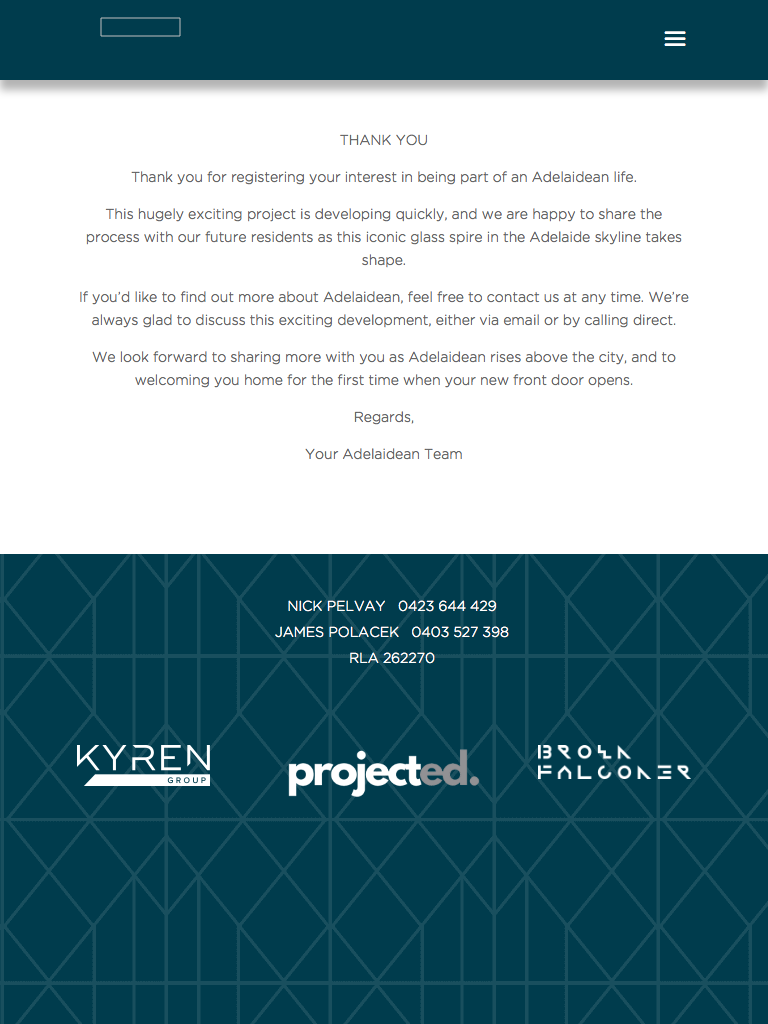 THANK YOU
Thank you for registering your interest in being part of an Adelaidean life.
This hugely exciting project is developing quickly, and we are happy to share the
process with our future residents as this iconic glass spire in the Adelaide skyline takes
shape.
If you’d like to find out more about Adelaidean, feel free to contact us at any time. We’re
always glad to discuss this exciting development, either via email or by calling direct.
We look forward to sharing more with you as Adelaidean rises above the city, and to
welcoming you home for the first time when your new front door opens.
Regards,
Your Adelaidean Team
NICK PELVAY 0423 644 429
JAMES POLACEK 0403 527 398
RLA 262270
KYREN
GROUP
projected.
BROWN
FALCONER